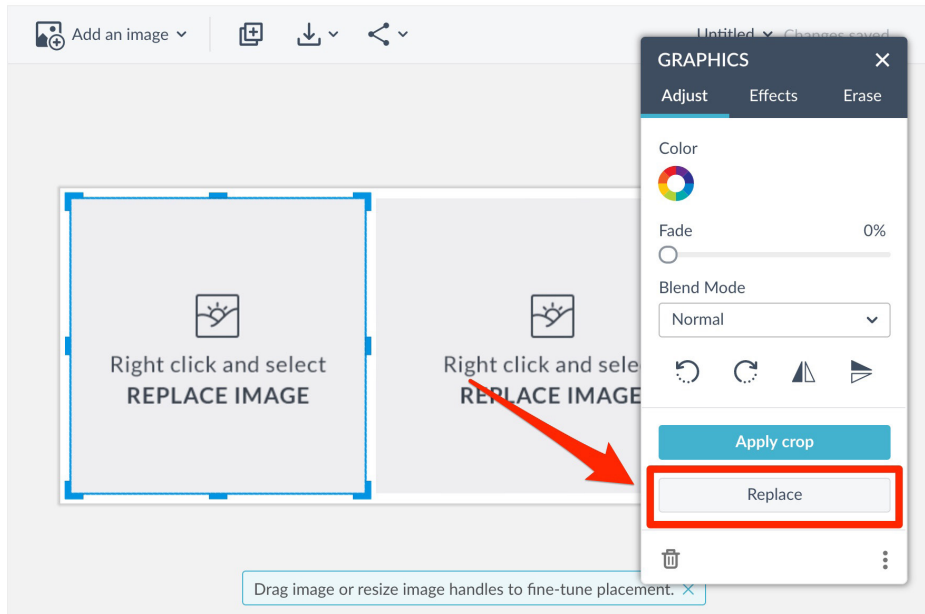 Add an image
Untitled
Changes saved
GRAPHICS
Adjust
Effects
Erase
Color
Fade
0%
Blend Mode
Normal
Apply crop
Replace
Right click and select
REPLACE IMAGE
Right click and sele
REPLACE IMAGE
Drag image or resize image handles to fine-tune placement.